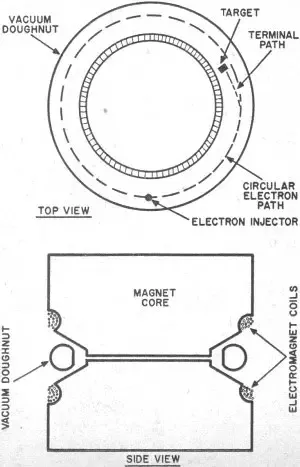 VACUUM
DOUGHNUT
TARGET
TERMINAL
PATH
CIRCULAR
ELECTRON
PATH
TOP VIEW
ELECTRON INJECTOR
MAGNET
CORE
VACUUM DOUGHNUT
ELECTROMAGNET COILS
SIDE VIEW